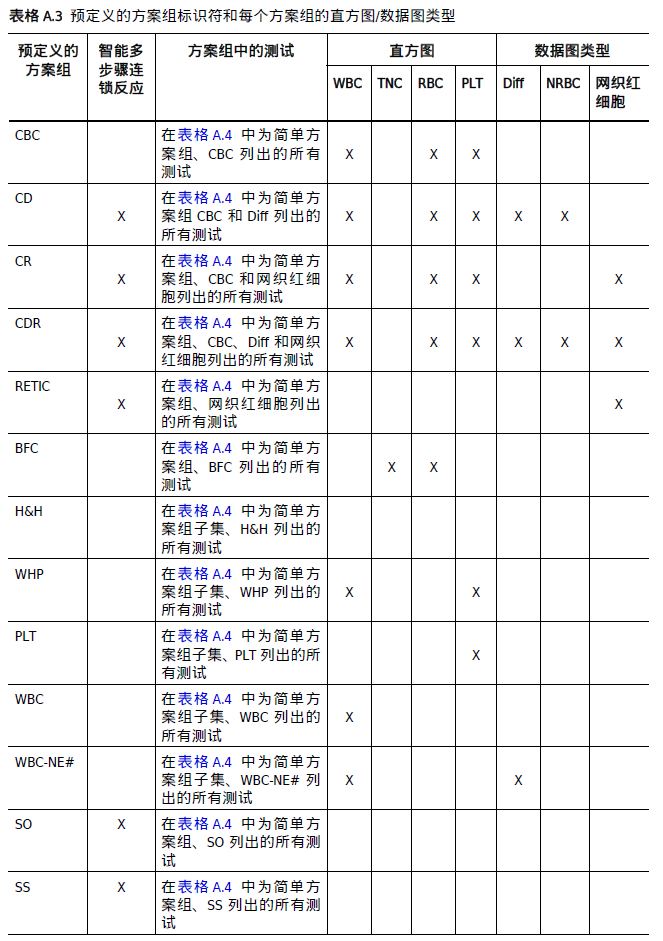 表格 A.3 预定义的方案组标识符和每个方案组的直方图/数据图类型
预定义的
方案组
智能多
步骤连
锁反应
方案组中的测试
直方图
数据图类型
WBC
TNC
RBC
PLT
Diff
NRBC
网织红
细胞
CBC
在表格 A.4 中为简单方
案组、CBC 列出的所有
测试
X
X
X
CD
X
在表格 A.4 中为简单方
案组 CBC 和 Diff 列出的
所有测试
X
X
X
X
X
CR
X
在表格 A.4 中为简单方
案组、CBC 和网织红细
胞列出的所有测试
X
X
X
X
CDR
X
在表格 A.4 中为简单方
案组、CBC、Diff 和网织
红细胞列出的所有测试
X
X
X
X
X
X
RETIC
X
在表格 A.4 中为简单方
案组、网织红细胞列出
的所有测试
X
BFC
在表格 A.4 中为简单方
案组、BFC 列出的所有
测试
X
X
H&H
在表格 A.4 中为简单方
案组子集、H&H 列出的
所有测试
WHP
在表格 A.4 中为简单方
案组子集、WHP 列出的
所有测试
X
X
PLT
在表格 A.4 中为简单方
案组子集、PLT 列出的所
有测试
X
WBC
在表格 A.4 中为简单方
案组子集、WBC 列出的
所有测试
X
WBC-NE#
在表格 A.4 中为简单方
案组子集、WBC-NE# 列
出的所有测试
X
X
SO
X
在表格 A.4 中为简单方
案组、SO 列出的所有测
试
SS
X
在表格 A.4 中为简单方
案组、SS 列出的所有测
试